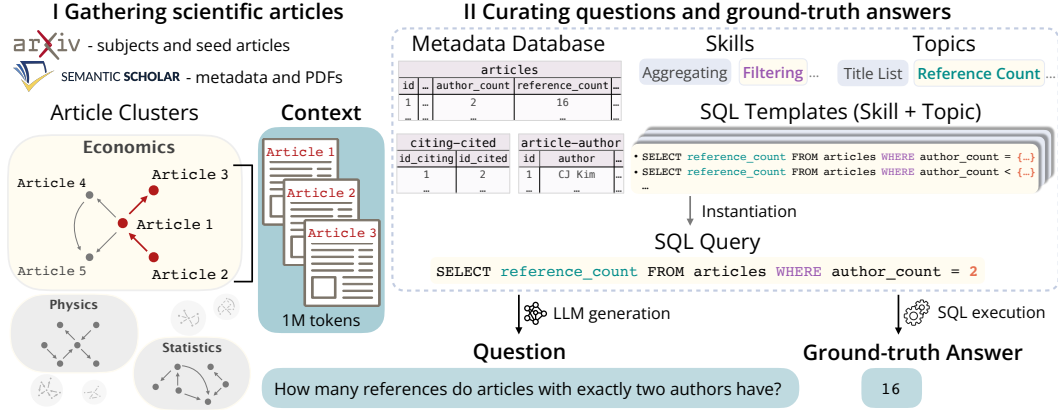 I Gathering scientific articles
arXiv - subjects and seed articles
SEMANTIC SCHOLAR - metadata and PDFs
Article Clusters
Economics
Article 4
Article 3
Article 1
Article 5
Article 2
Physics
Statistics
Context
Article 1
Article 2
Article 3
1M tokens
II Curating questions and ground-truth answers
Metadata Database
articles
id … author_count reference_count …
1 … 2 16 …
… … …
citing-cited
id_citing id_cited
1 2
… …
article-author
id author …
1 CJ Kim
… … …
Skills
Aggregating Filtering …
Topics
Title List Reference Count …
SQL Templates (Skill + Topic)
• SELECT reference_count FROM articles WHERE author_count = {…}
• SELECT reference_count FROM articles WHERE author_count < {…}
…
Instantiation
SQL Query
SELECT reference_count FROM articles WHERE author_count = 2
LLM generation
SQL execution
Question
Ground-truth Answer
How many references do articles with exactly two authors have?
16